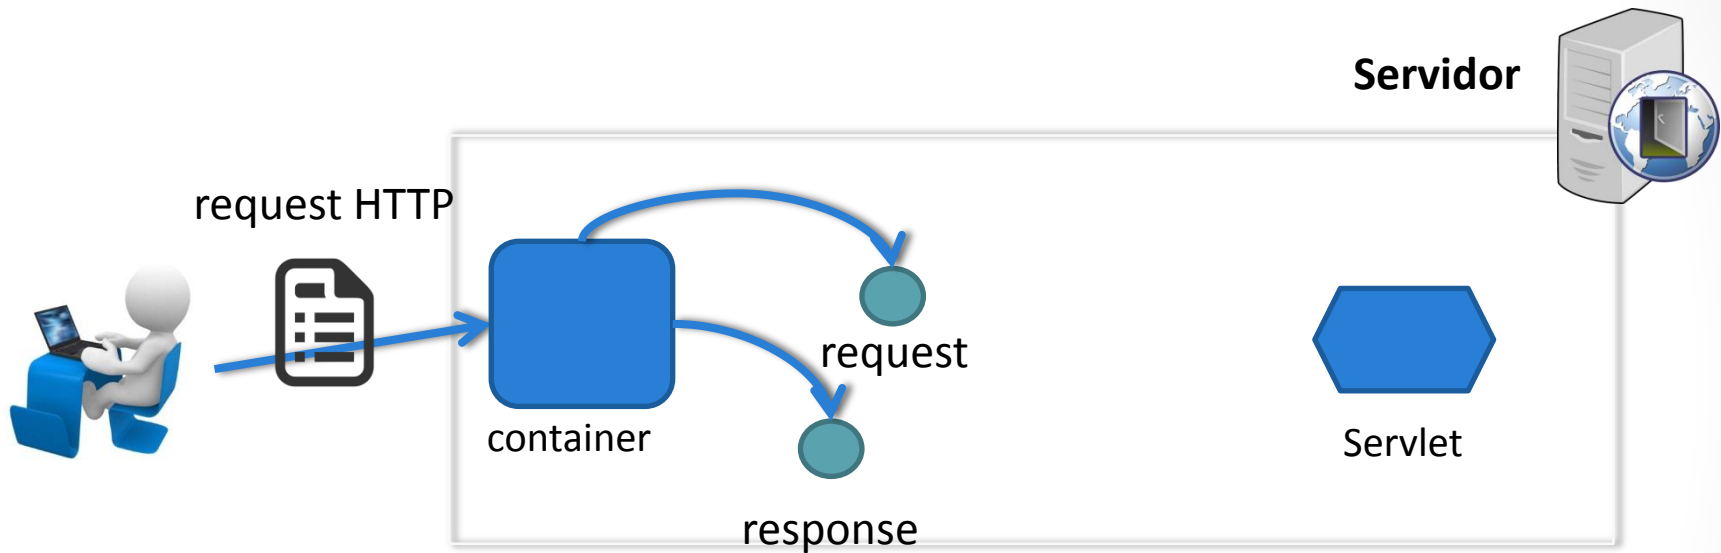 Servidor
request HTTP
request
container
Servlet
response